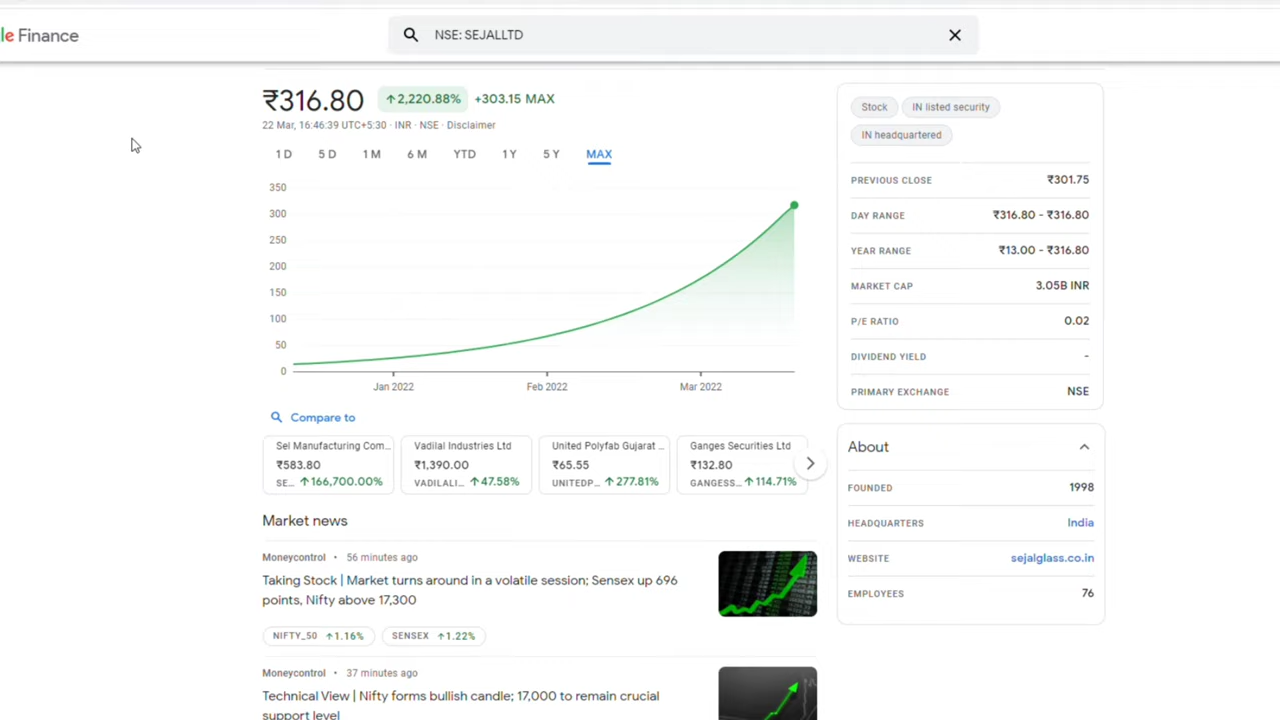 le Finance
NSE: SEJALLTD
₹316.80
↑2,220.88%
+303.15 MAX
22 Mar, 16:46:39 UTC+5:30 · INR · NSE · Disclaimer
1 D
5 D
1 M
6 M
YTD
1 Y
5 Y
MAX
350
300
250
200
150
100
50
0
Jan 2022
Feb 2022
Mar 2022
Compare to
Sel Manufacturing Com...
₹583.80
SE... ↑166,700.00%
Vadilal Industries Ltd
₹1,390.00
VADILALI... ↑47.58%
United Polyfab Gujarat ...
₹65.55
UNITEDP... ↑277.81%
Ganges Securities Ltd
₹132.80
GANGESS... ↑114.71%
Market news
Moneycontrol • 56 minutes ago
Taking Stock | Market turns around in a volatile session; Sensex up 696
points, Nifty above 17,300
NIFTY_50 ↑1.16%
SENSEX ↑1.22%
Moneycontrol • 37 minutes ago
Technical View | Nifty forms bullish candle; 17,000 to remain crucial
support level
Stock
IN listed security
IN headquartered
PREVIOUS CLOSE ₹301.75
DAY RANGE ₹316.80 - ₹316.80
YEAR RANGE ₹13.00 - ₹316.80
MARKET CAP 3.05B INR
P/E RATIO 0.02
DIVIDEND YIELD -
PRIMARY EXCHANGE NSE
About
FOUNDED 1998
HEADQUARTERS India
WEBSITE sejalglass.co.in
EMPLOYEES 76